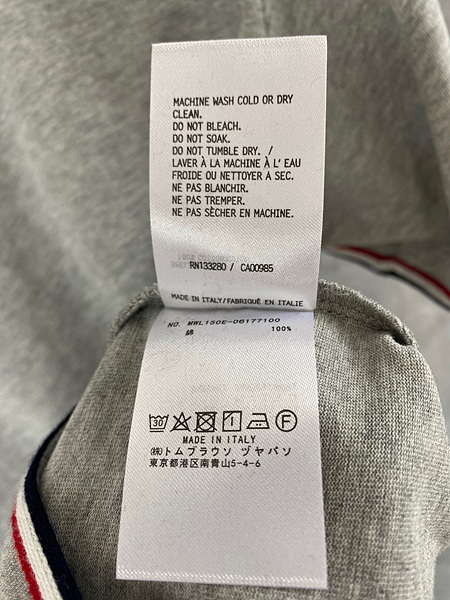 MACHINE WASH COLD OR DRY
CLEAN.
DO NOT BLEACH.
DO NOT SOAK.
DO NOT TUMBLE DRY. /
LAVER À LA MACHINE À L' EAU
FROIDE OU NETTOYER A SEC.
NE PAS BLANCHIR.
NE PAS TREMPER.
NE PAS SÈCHER EN MACHINE.
RN133280 / CA00985
MADE IN ITALY/FABRIQUÉ EN ITALIE
NO. MWL150E-06177100
綿 100%
30 F
MADE IN ITALY
㈱トムブラウン ヅャパソ
東京都港区南青山5-4-6